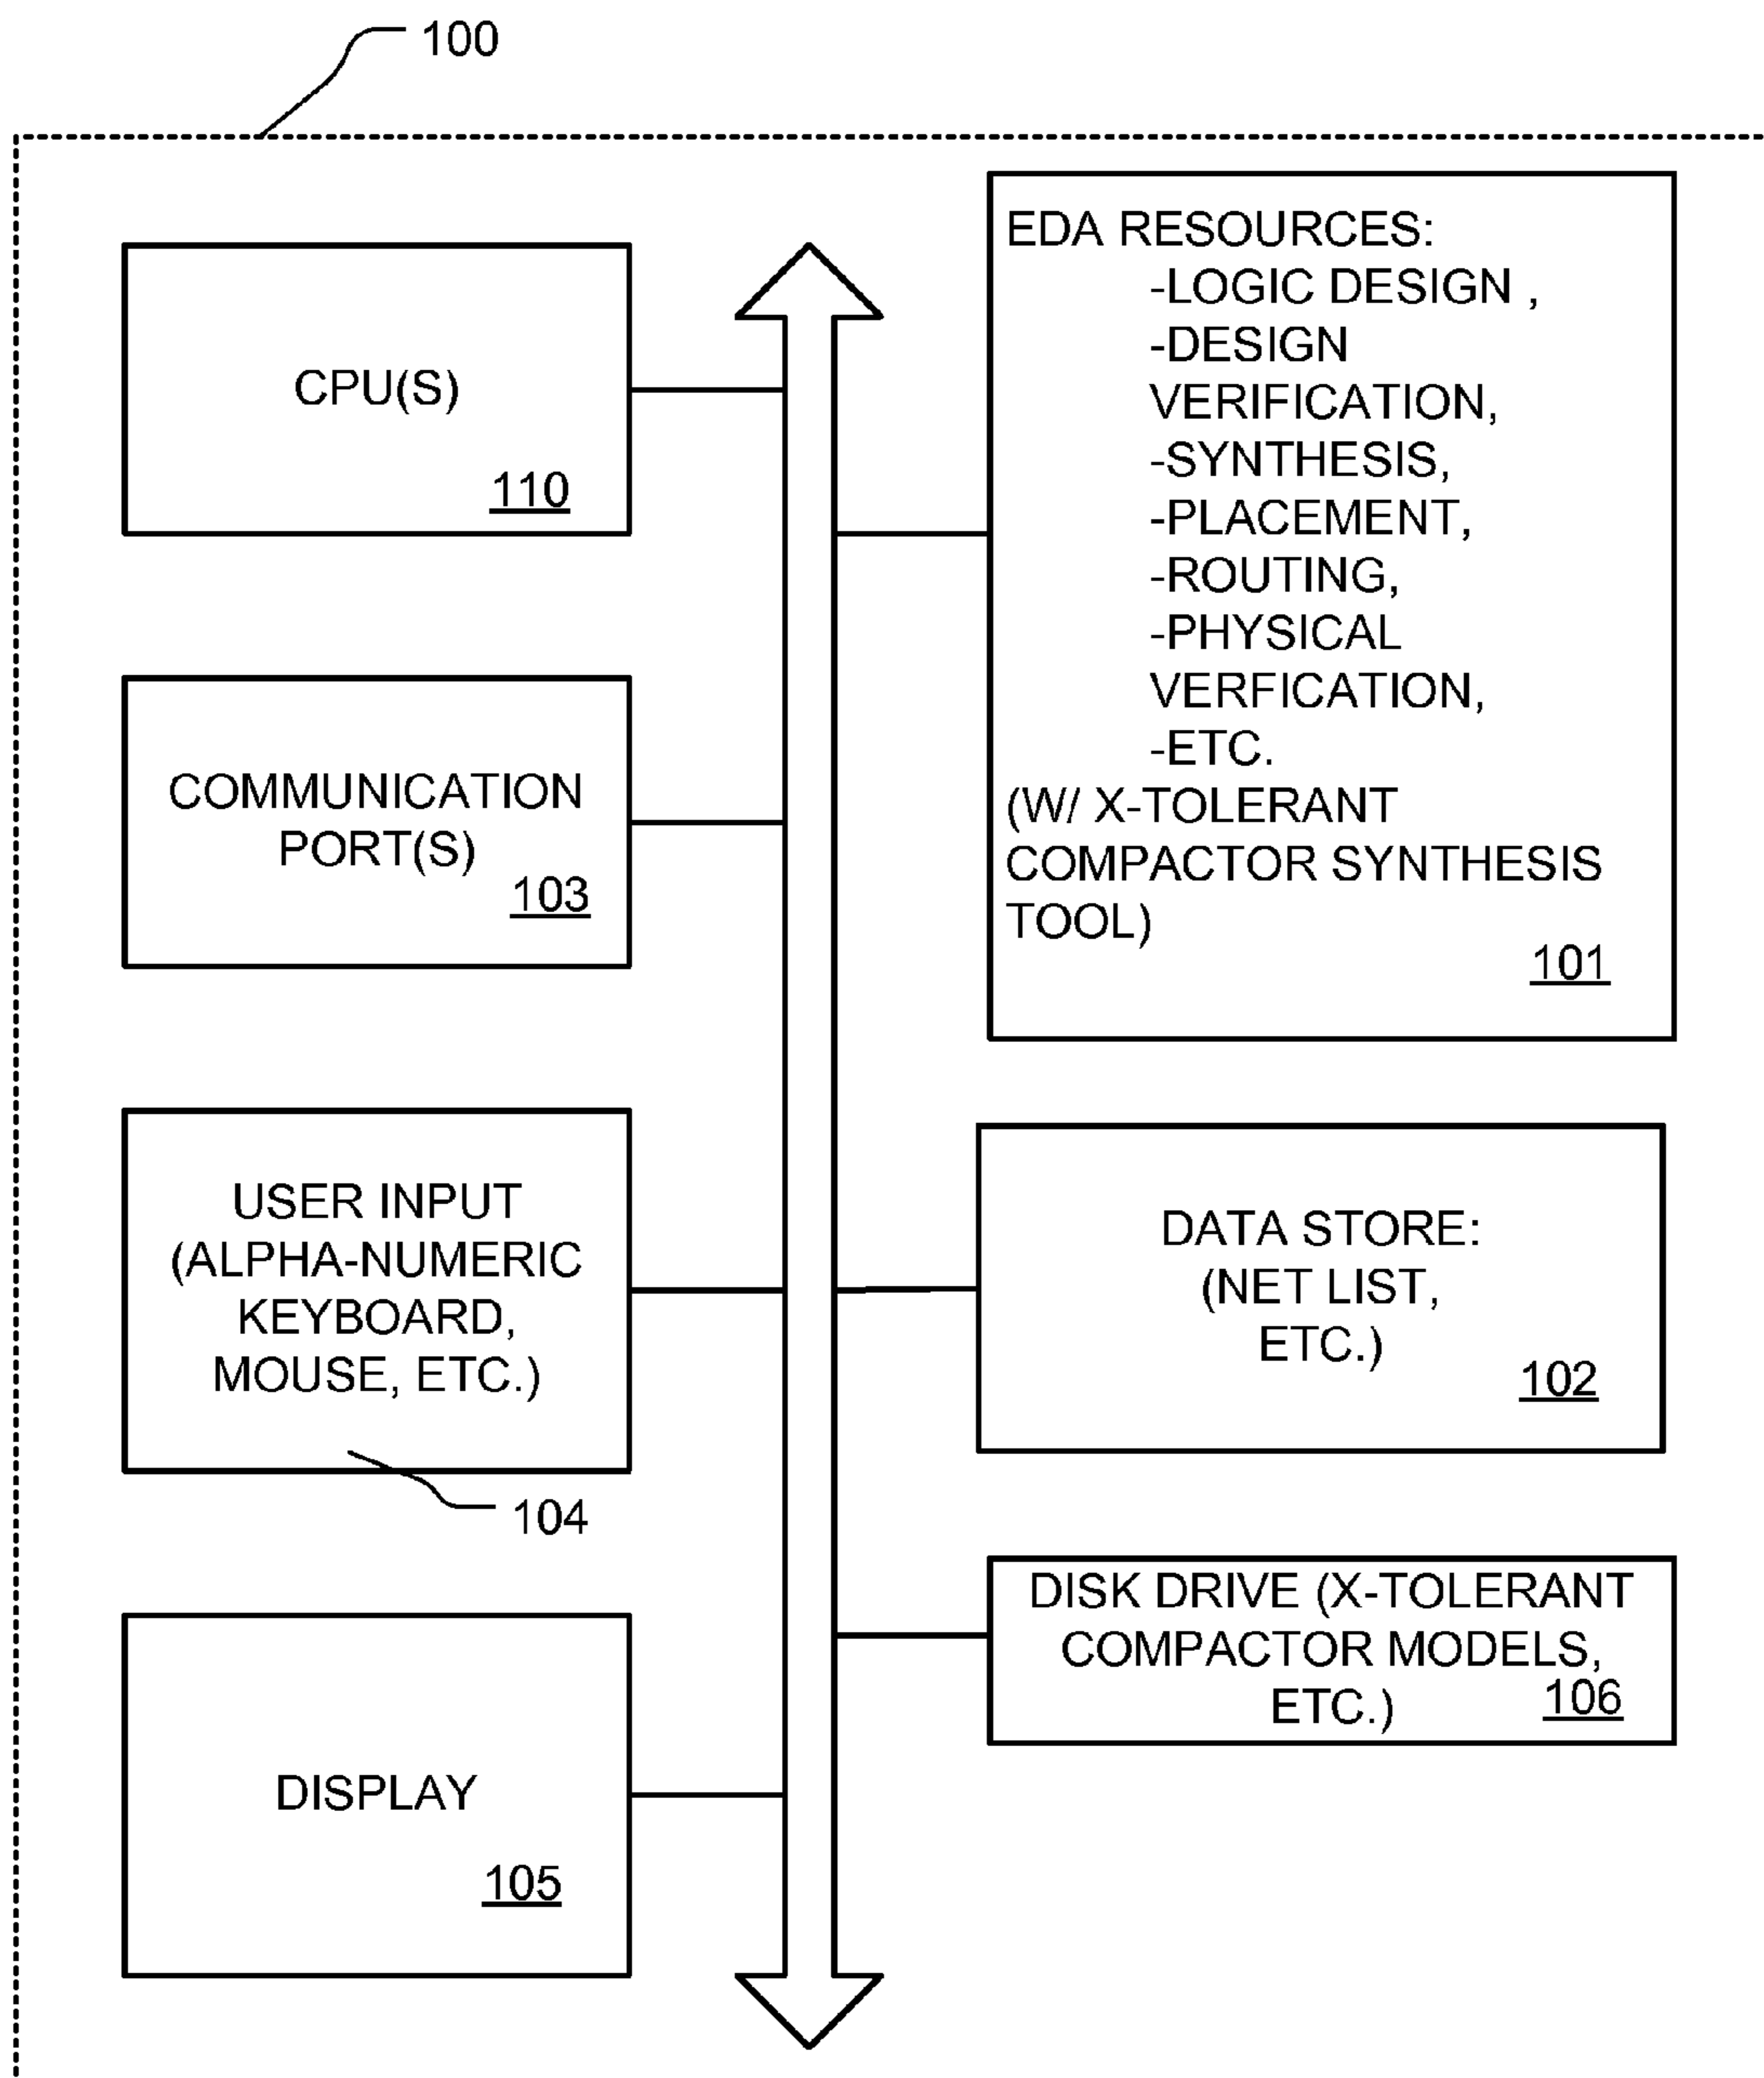 100
CPU(S)
110
COMMUNICATION
PORT(S)
103
USER INPUT
(ALPHA-NUMERIC
KEYBOARD,
MOUSE, ETC.)
104
DISPLAY
105
EDA RESOURCES:
-LOGIC DESIGN ,
-DESIGN
VERIFICATION,
-SYNTHESIS,
-PLACEMENT,
-ROUTING,
-PHYSICAL
VERFICATION,
-ETC.
(W/ X-TOLERANT
COMPACTOR SYNTHESIS
TOOL)
101
DATA STORE:
(NET LIST,
ETC.)
102
DISK DRIVE (X-TOLERANT
COMPACTOR MODELS,
ETC.)
106